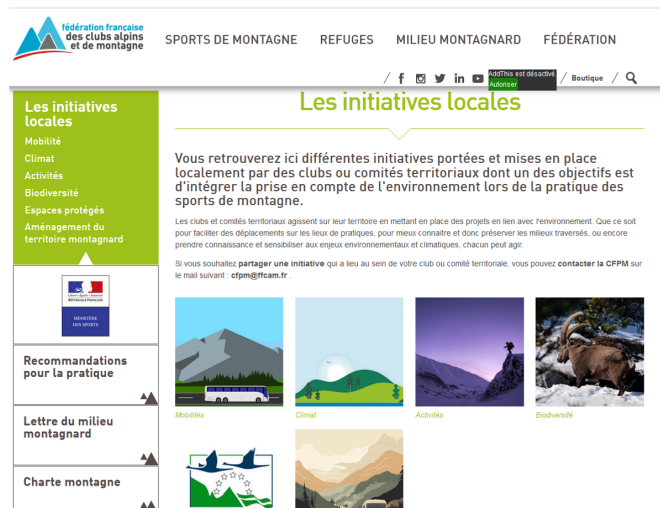 fédération française
des clubs alpins
et de montagne
SPORTS DE MONTAGNE
REFUGES
MILIEU MONTAGNARD
FÉDÉRATION
AddThis est désactivé.
Autoriser
/ Boutique /
Les initiatives
locales
Mobilité
Climat
Activités
Biodiversité
Espaces protégés
Aménagement du
territoire montagnard
Les initiatives locales
Vous retrouverez ici différentes initiatives portées et mises en place
localement par des clubs ou comités territoriaux dont un des objectifs est
d'intégrer la prise en compte de l'environnement lors de la pratique des
sports de montagne.
Les clubs et comités territoriaux agissent sur leur territoire en mettant en place des projets en lien avec l'environnement. Que ce soit
pour faciliter des déplacements sur les lieux de pratiques, pour mieux connaitre et donc préserver les milieux traversés, ou encore
prendre connaissance et sensibiliser aux enjeux environnementaux et climatiques, chacun peut agir.
Si vous souhaitez partager une initiative qui a lieu au sein de votre club ou comité territoriale, vous pouvez contacter la CFPM sur
le mail suivant : cfpm@ffcam.fr .
RÉPUBLIQUE FRANÇAISE
MINISTÈRE
DES SPORTS
Recommandations
pour la pratique
Lettre du milieu
montagnard
Charte montagne
Mobilités
Climat
Activités
Biodiversité